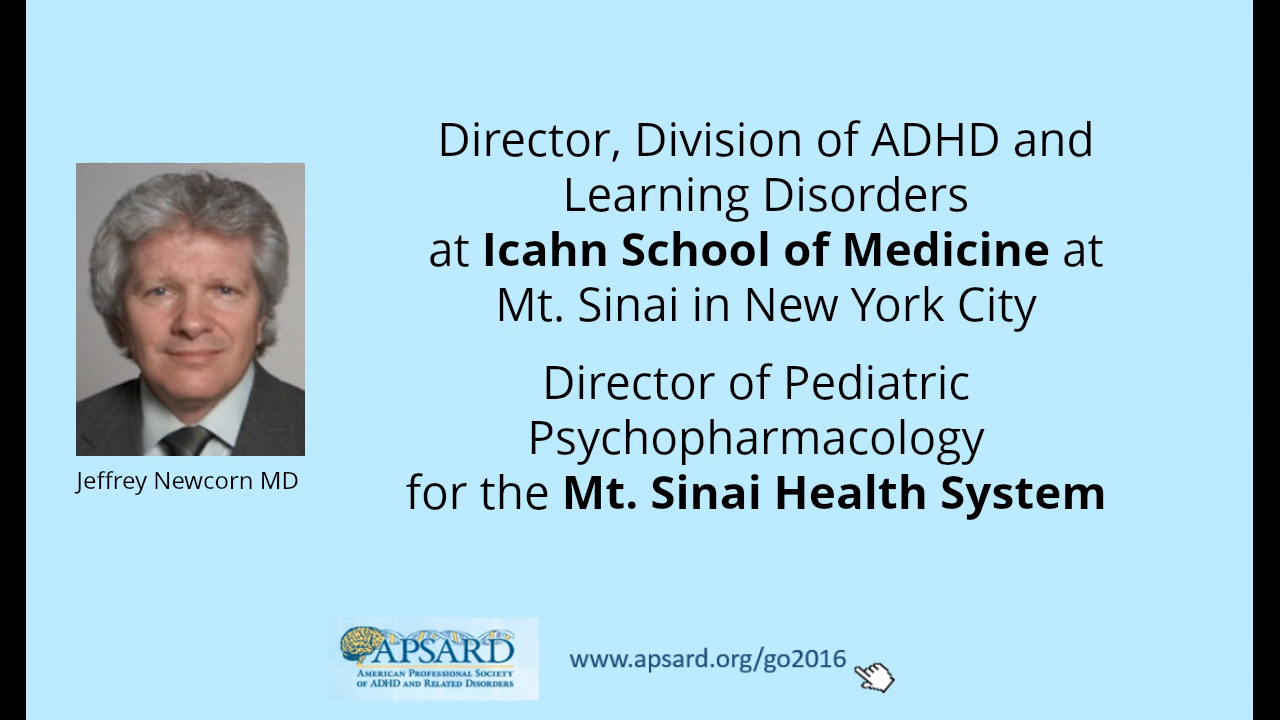 Director, Division of ADHD and
Learning Disorders
at Icahn School of Medicine at
Mt. Sinai in New York City
Director of Pediatric
Psychopharmacology
for the Mt. Sinai Health System
Jeffrey Newcorn MD
APSARD
AMERICAN PROFESSIONAL SOCIETY
OF ADHD AND RELATED DISORDERS
www.apsard.org/go2016